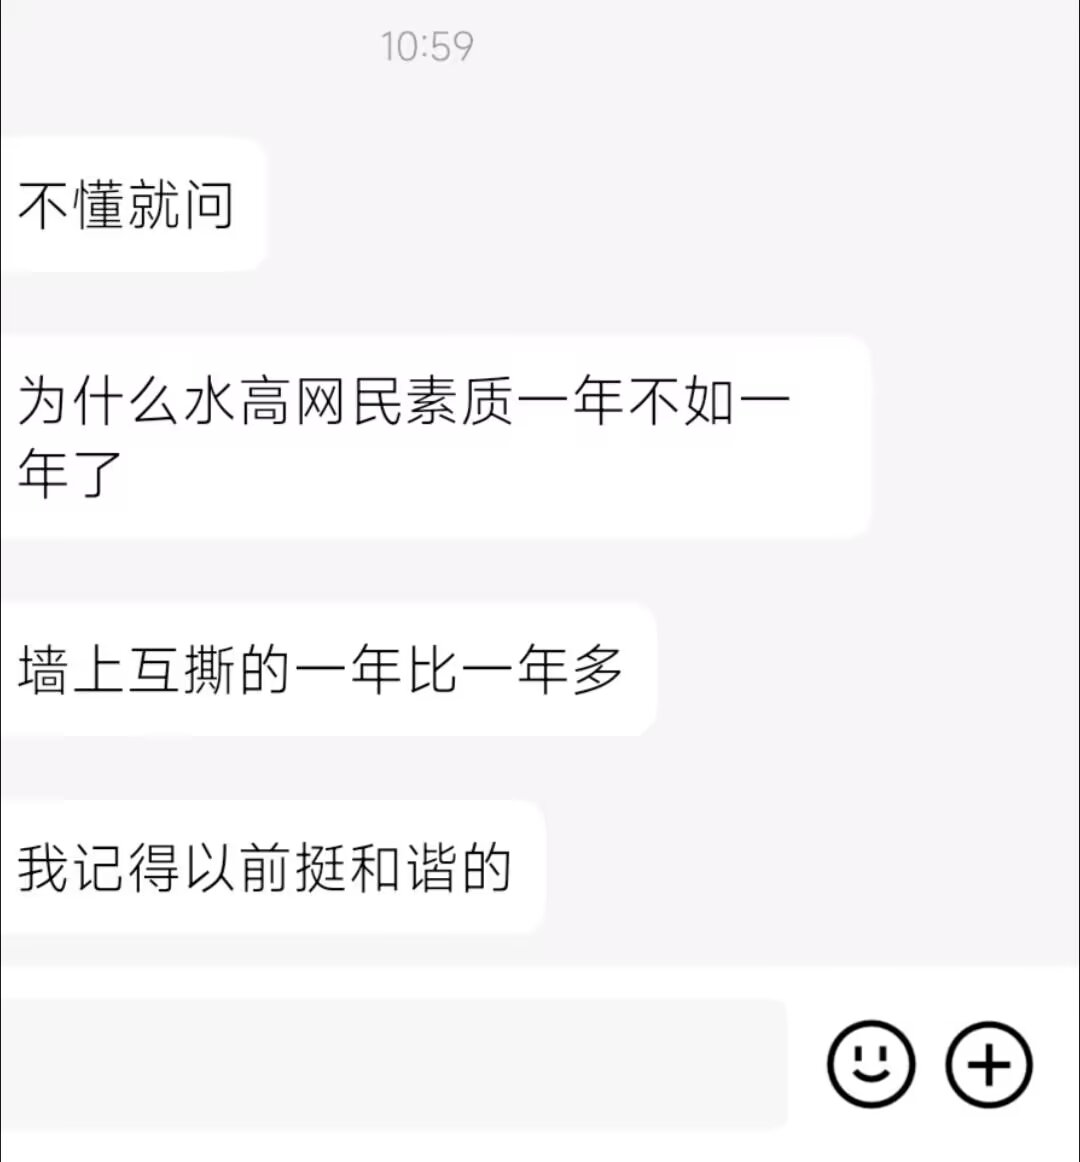 10:59
不懂就问
为什么水高网民素质一年不如一
年了
墙上互撕的一年比一年多
我记得以前挺和谐的